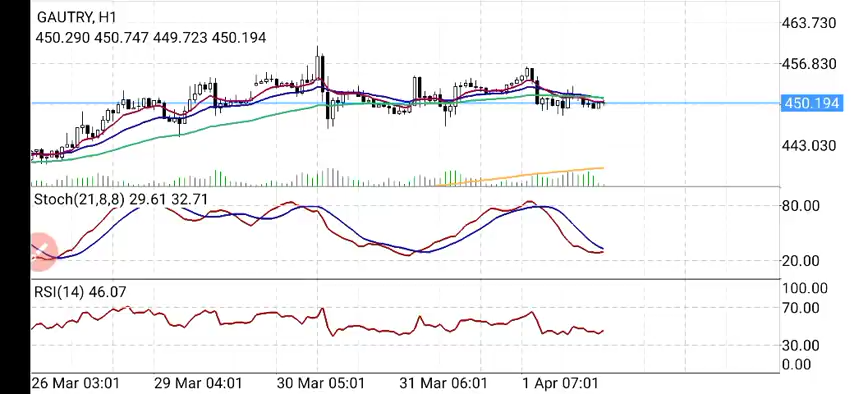 GAUTRY, H1
450.290 450.747 449.723 450.194
463.730
456.830
450.194
443.030
Stoch(21,8,8) 29.61 32.71
80.00
20.00
RSI(14) 46.07
100.00
70.00
30.00
0.00
26 Mar 03:01 29 Mar 04:01 30 Mar 05:01 31 Mar 06:01 1 Apr 07:01